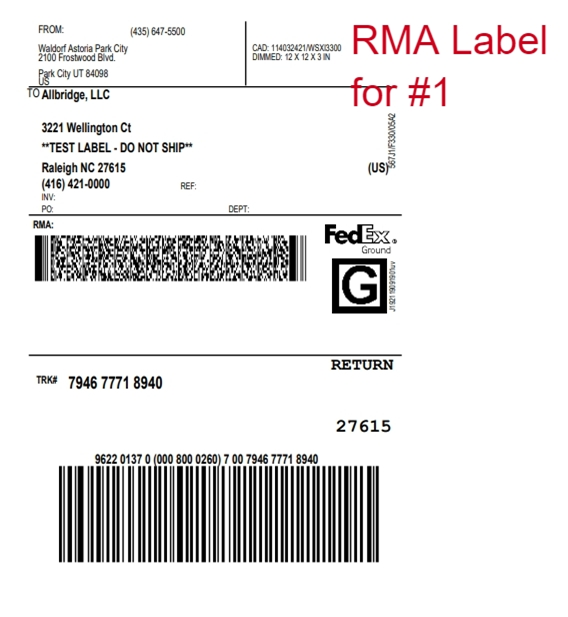 RMA Label
for #1
FROM: (435) 647-5500
Waldorf Astoria Park City
2100 Frostwood Blvd.
Park City UT 84098
US
CAD: 114032421/WSXI3300
DIMMED: 12 X 12 X 3 IN
TO Allbridge, LLC
3221 Wellington Ct
**TEST LABEL - DO NOT SHIP**
Raleigh NC 27615 (US)
(416) 421-0000 REF:
INV:
PO: DEPT:
567J1/F330/05A2
RMA:
FedEx®
Ground
G
RETURN
TRK# 7946 7771 8940
27615
9622 0137 0 (000 800 0260) 7 00 7946 7771 8940